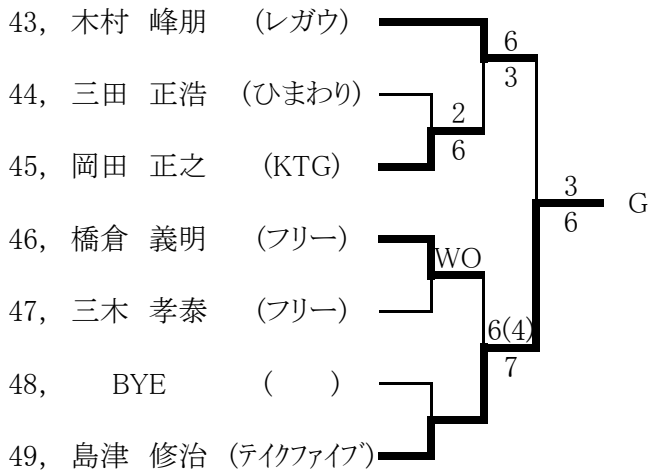 43, 木村 峰朋 (レガウ)
6
3
44, 三田 正浩 (ひまわり)
2
6
45, 岡田 正之 (KTG)
3
6
G
46, 橋倉 義明 (フリー)
WO
47, 三木 孝泰 (フリー)
6(4)
7
48, BYE ( )
49, 島津 修治 (テイクファイブ)